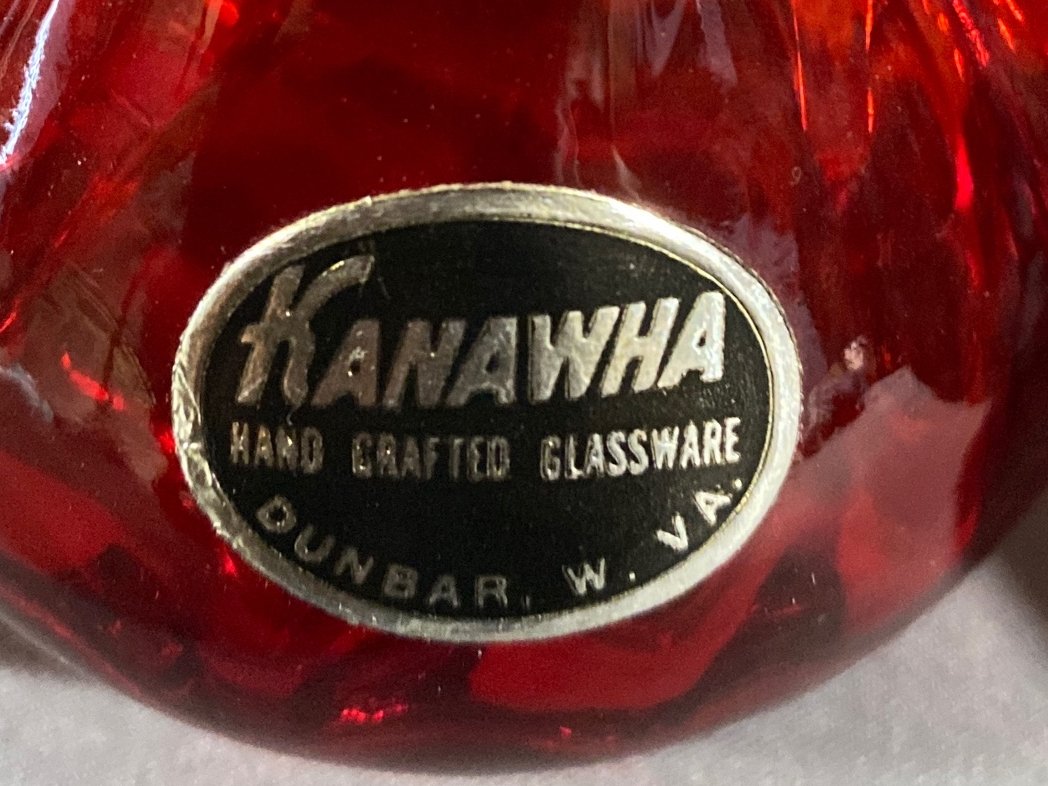 KANAWHA
HAND CRAFTED GLASSWARE
DUNBAR, W. VA.